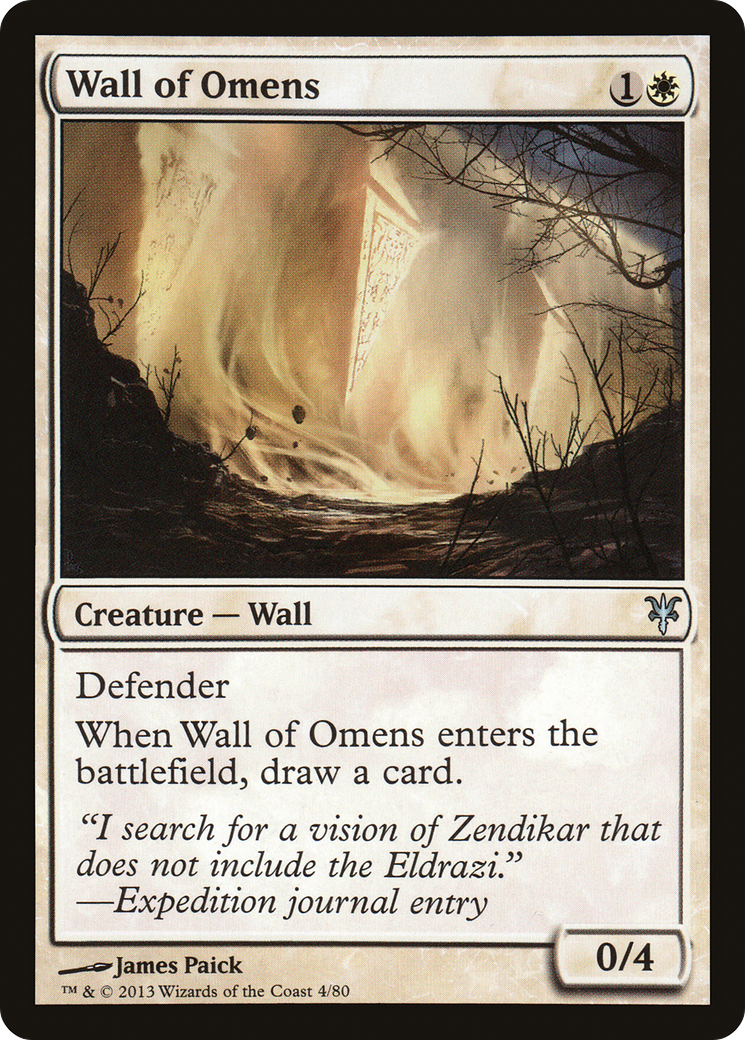 Wall of Omens 1
Creature — Wall
Defender
When Wall of Omens enters the
battlefield, draw a card.
“I search for a vision of Zendikar that
does not include the Eldrazi.”
—Expedition journal entry
0/4
James Paick
™ & © 2013 Wizards of the Coast 4/80